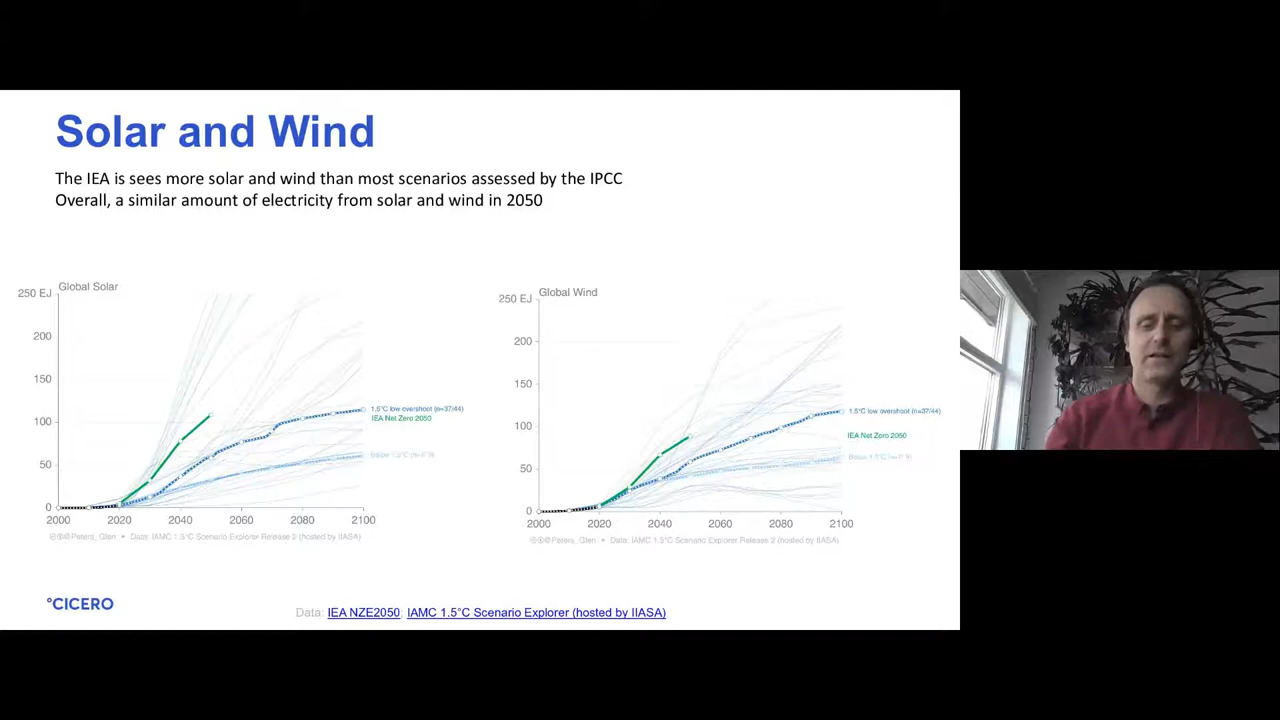 Solar and Wind
The IEA is sees more solar and wind than most scenarios assessed by the IPCC
Overall, a similar amount of electricity from solar and wind in 2050
Global Solar
250 EJ
200
150
100
50
0
2000
2020
2040
2060
2080
2100
1.5°C low overshoot (n=37/44)
IEA Net Zero 2050
Below 1.5°C
@Peters_Glen • Data: IAMC 1.5°C Scenario Explorer Release 2 (hosted by IIASA)
Global Wind
250 EJ
200
150
100
50
0
2000
2020
2040
2060
2080
2100
1.5°C low overshoot (n=37/44)
IEA Net Zero 2050
Below 1.5°C
@Peters_Glen • Data: IAMC 1.5°C Scenario Explorer Release 2 (hosted by IIASA)
°CICERO
Data: IEA NZE2050; IAMC 1.5°C Scenario Explorer (hosted by IIASA)